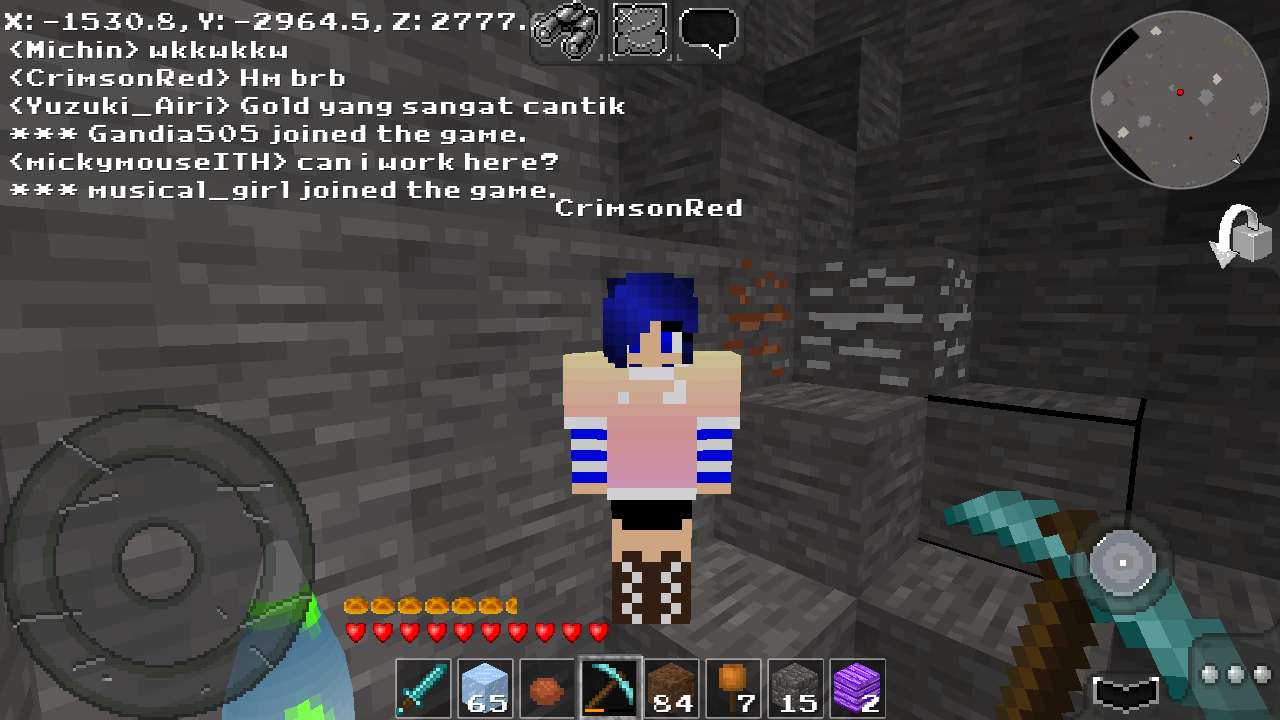 X: -1530.8, Y: -2964.5, Z: 2777.
<Michin> wkkwkkw
<CrimsonRed> Hm brb
<Yuzuki_Airi> Gold yang sangat cantik
*** Gandia505 joined the game.
<mickymouseITH> can i work here?
*** musical_girl joined the game.
CrimsonRed
65
84
7
15
2